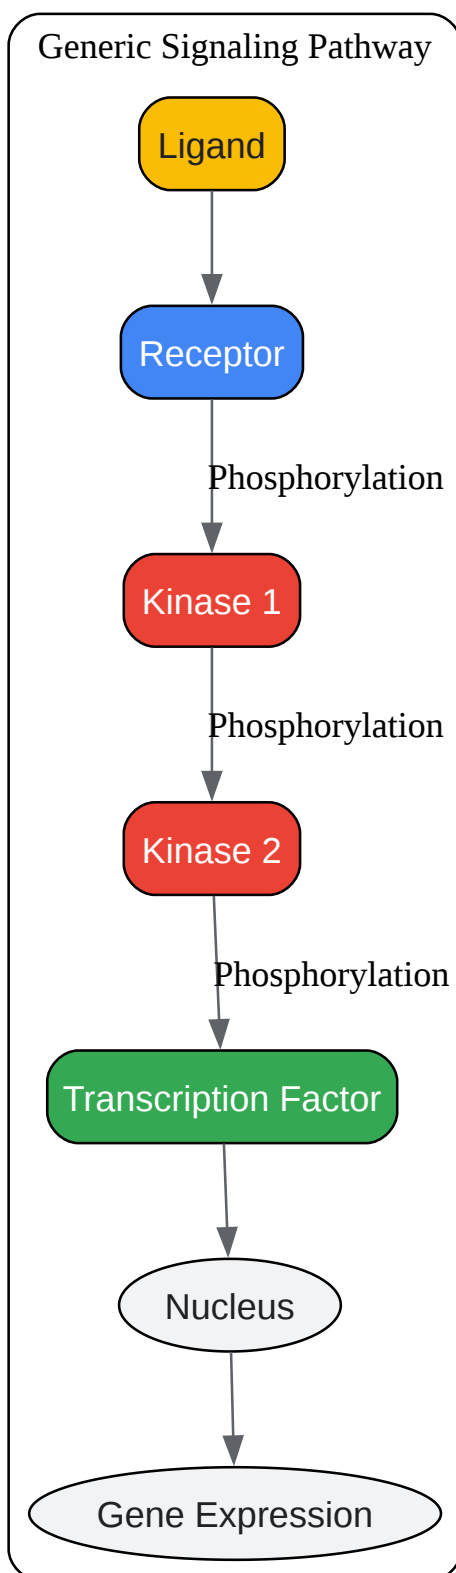 Generic Signaling Pathway
Ligand
Receptor
Phosphorylation
Kinase 1
Phosphorylation
Kinase 2
Phosphorylation
Transcription Factor
Nucleus
Gene Expression